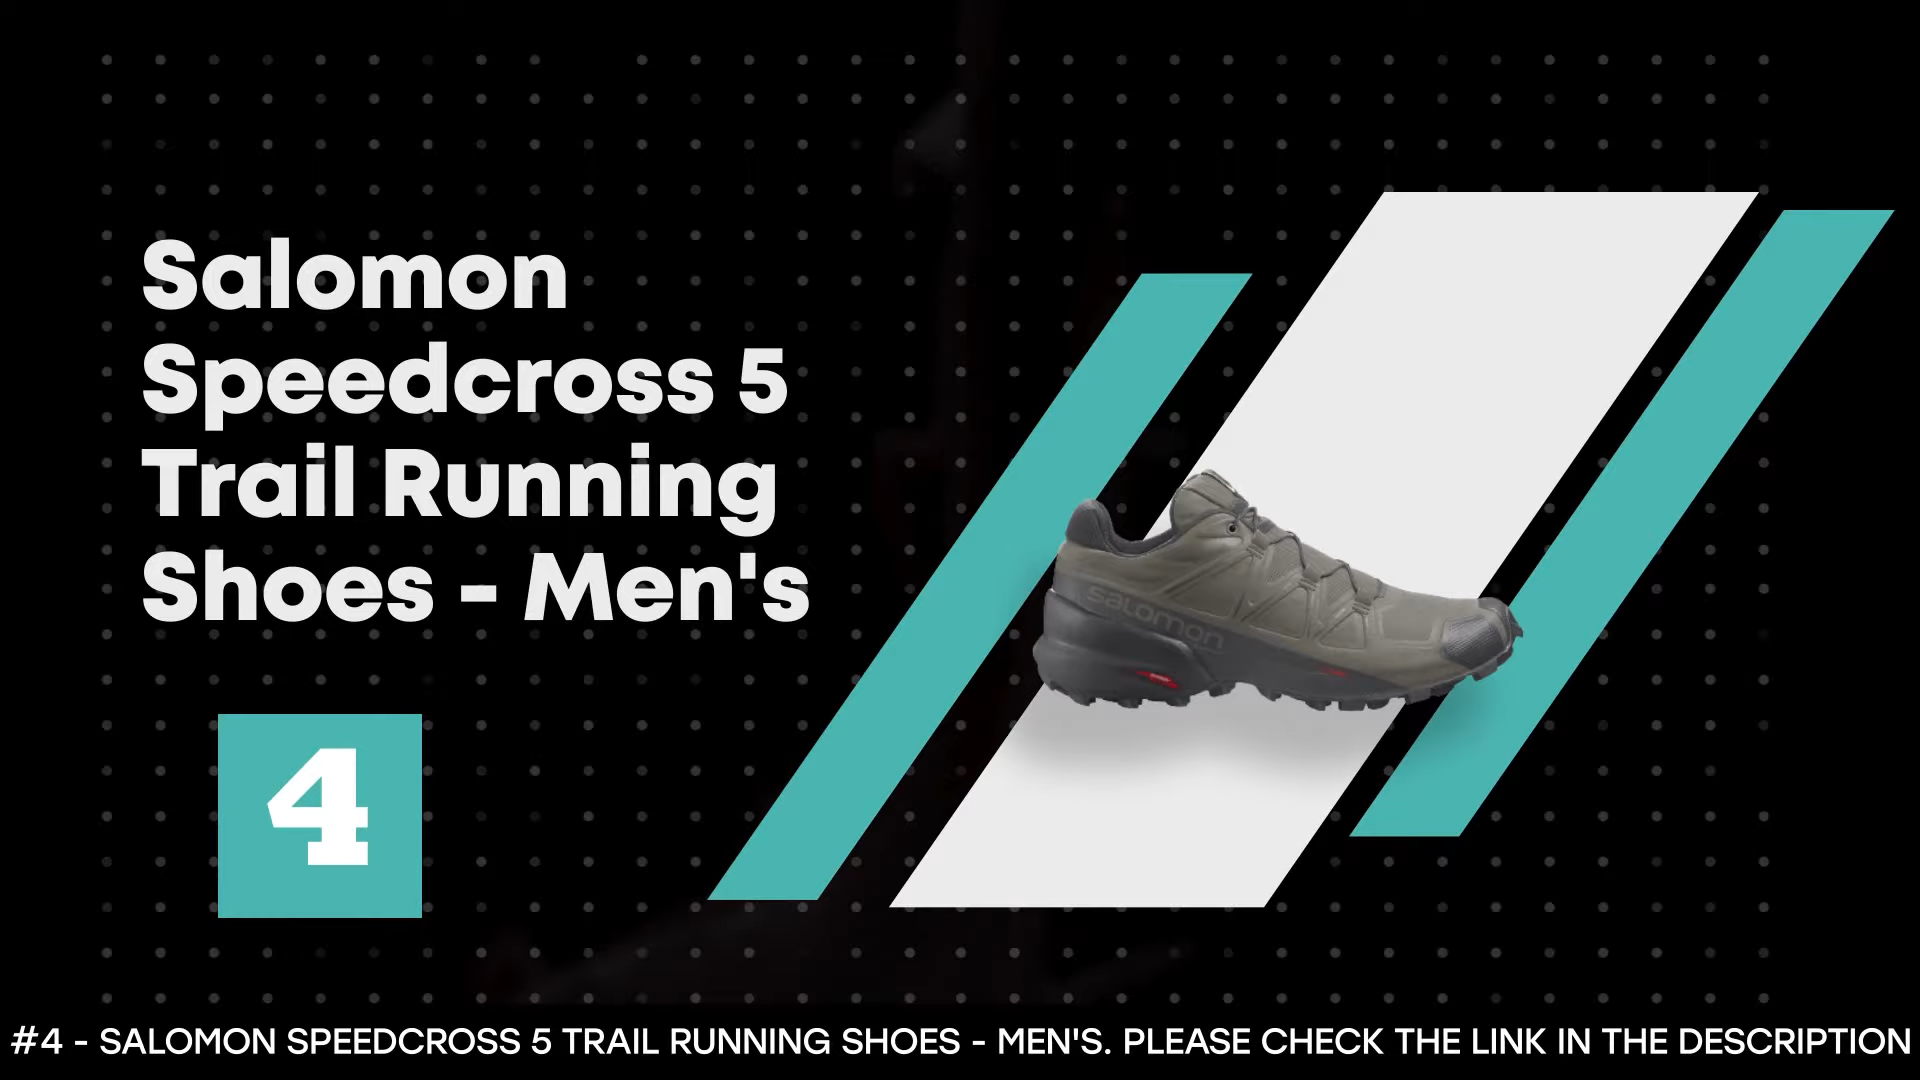 Salomon
Speedcross 5
Trail Running
Shoes - Men's
salomon
4
#4 - SALOMON SPEEDCROSS 5 TRAIL RUNNING SHOES - MEN'S. PLEASE CHECK THE LINK IN THE DESCRIPTION